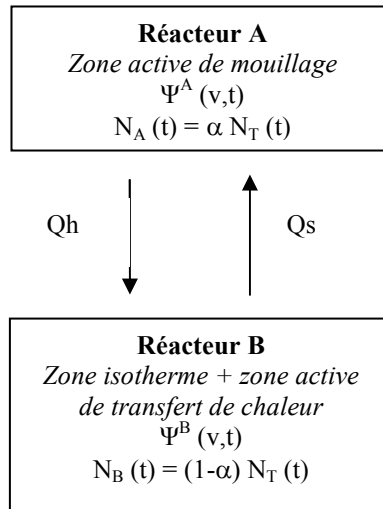 Réacteur A
Zone active de mouillage
Ψ^A (v,t)
N_A (t) = α N_T (t)
Qh Qs
Réacteur B
Zone isotherme + zone active
de transfert de chaleur
Ψ^B (v,t)
N_B (t) = (1-α) N_T (t)